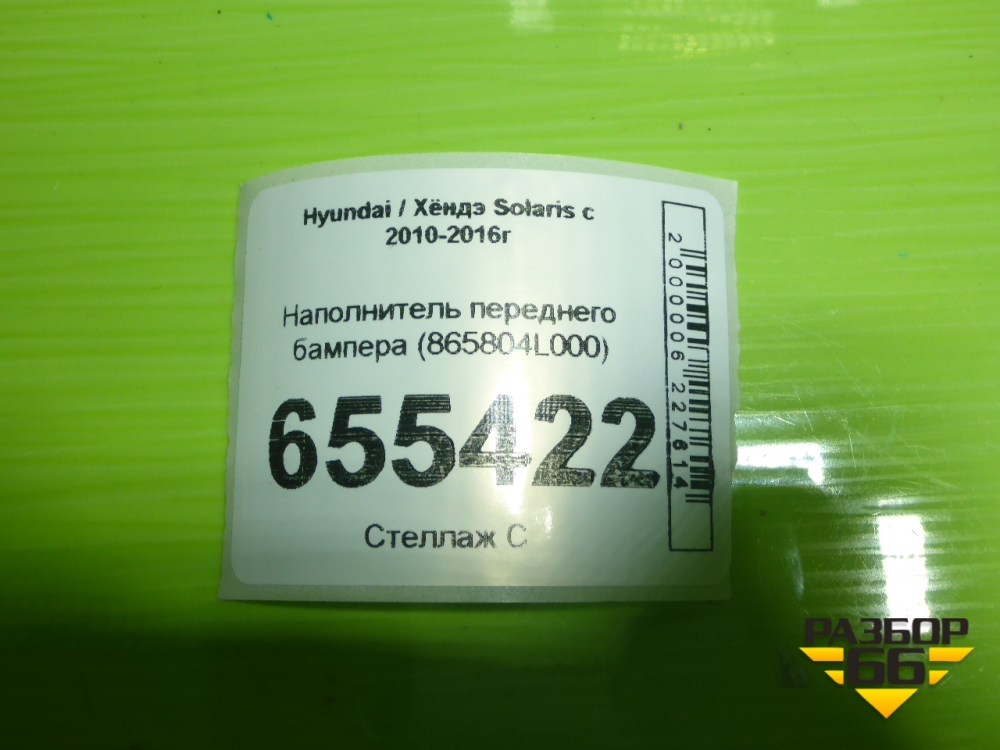 Hyundai / Хёндэ Solaris с
2010-2016г
Наполнитель переднего
бампера (865804L000)
655422
Стеллаж С
2000006227614
РАЗБОР
66